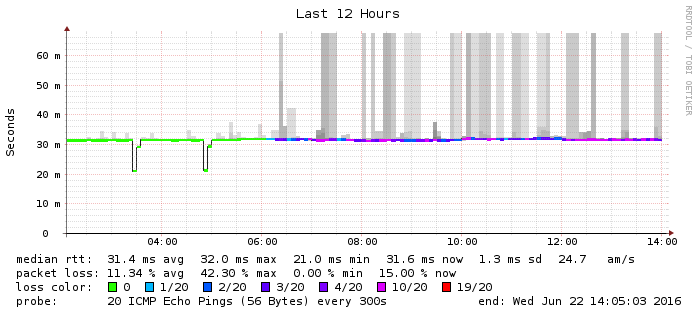 Last 12 Hours
RRDTOOL / TOBI OETIKER
Seconds
60 m
50 m
40 m
30 m
20 m
10 m
0
04:00 06:00 08:00 10:00 12:00 14:00
median rtt: 31.4 ms avg 32.0 ms max 21.0 ms min 31.6 ms now 1.3 ms sd 24.7 am/s
packet loss: 11.34 % avg 42.30 % max 0.00 % min 15.00 % now
loss color: 0 1/20 2/20 3/20 4/20 10/20 19/20
probe: 20 ICMP Echo Pings (56 Bytes) every 300s end: Wed Jun 22 14:05:03 2016